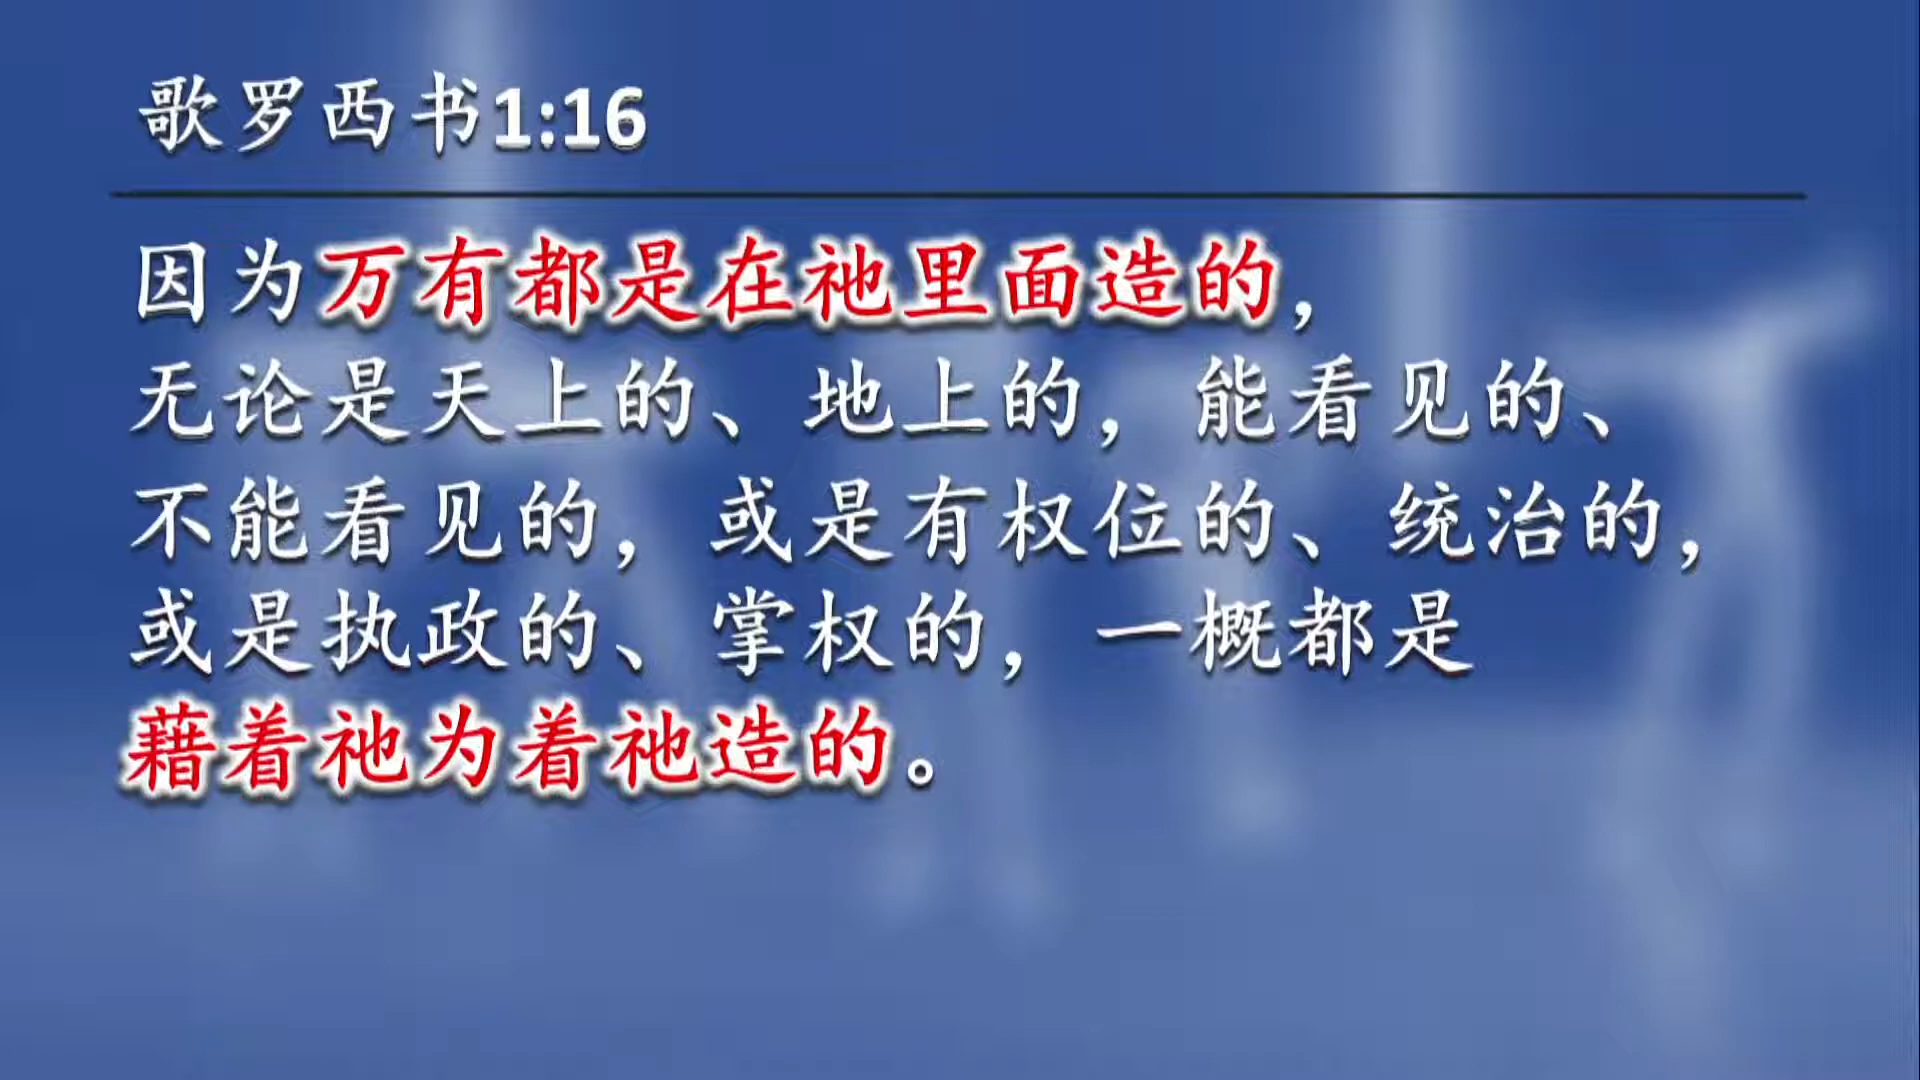 歌罗西书1:16
因为万有都是在祂里面造的，
无论是天上的、地上的，能看见的、
不能看见的，或是有权位的、统治的，
或是执政的、掌权的，一概都是
藉着祂为着祂造的。